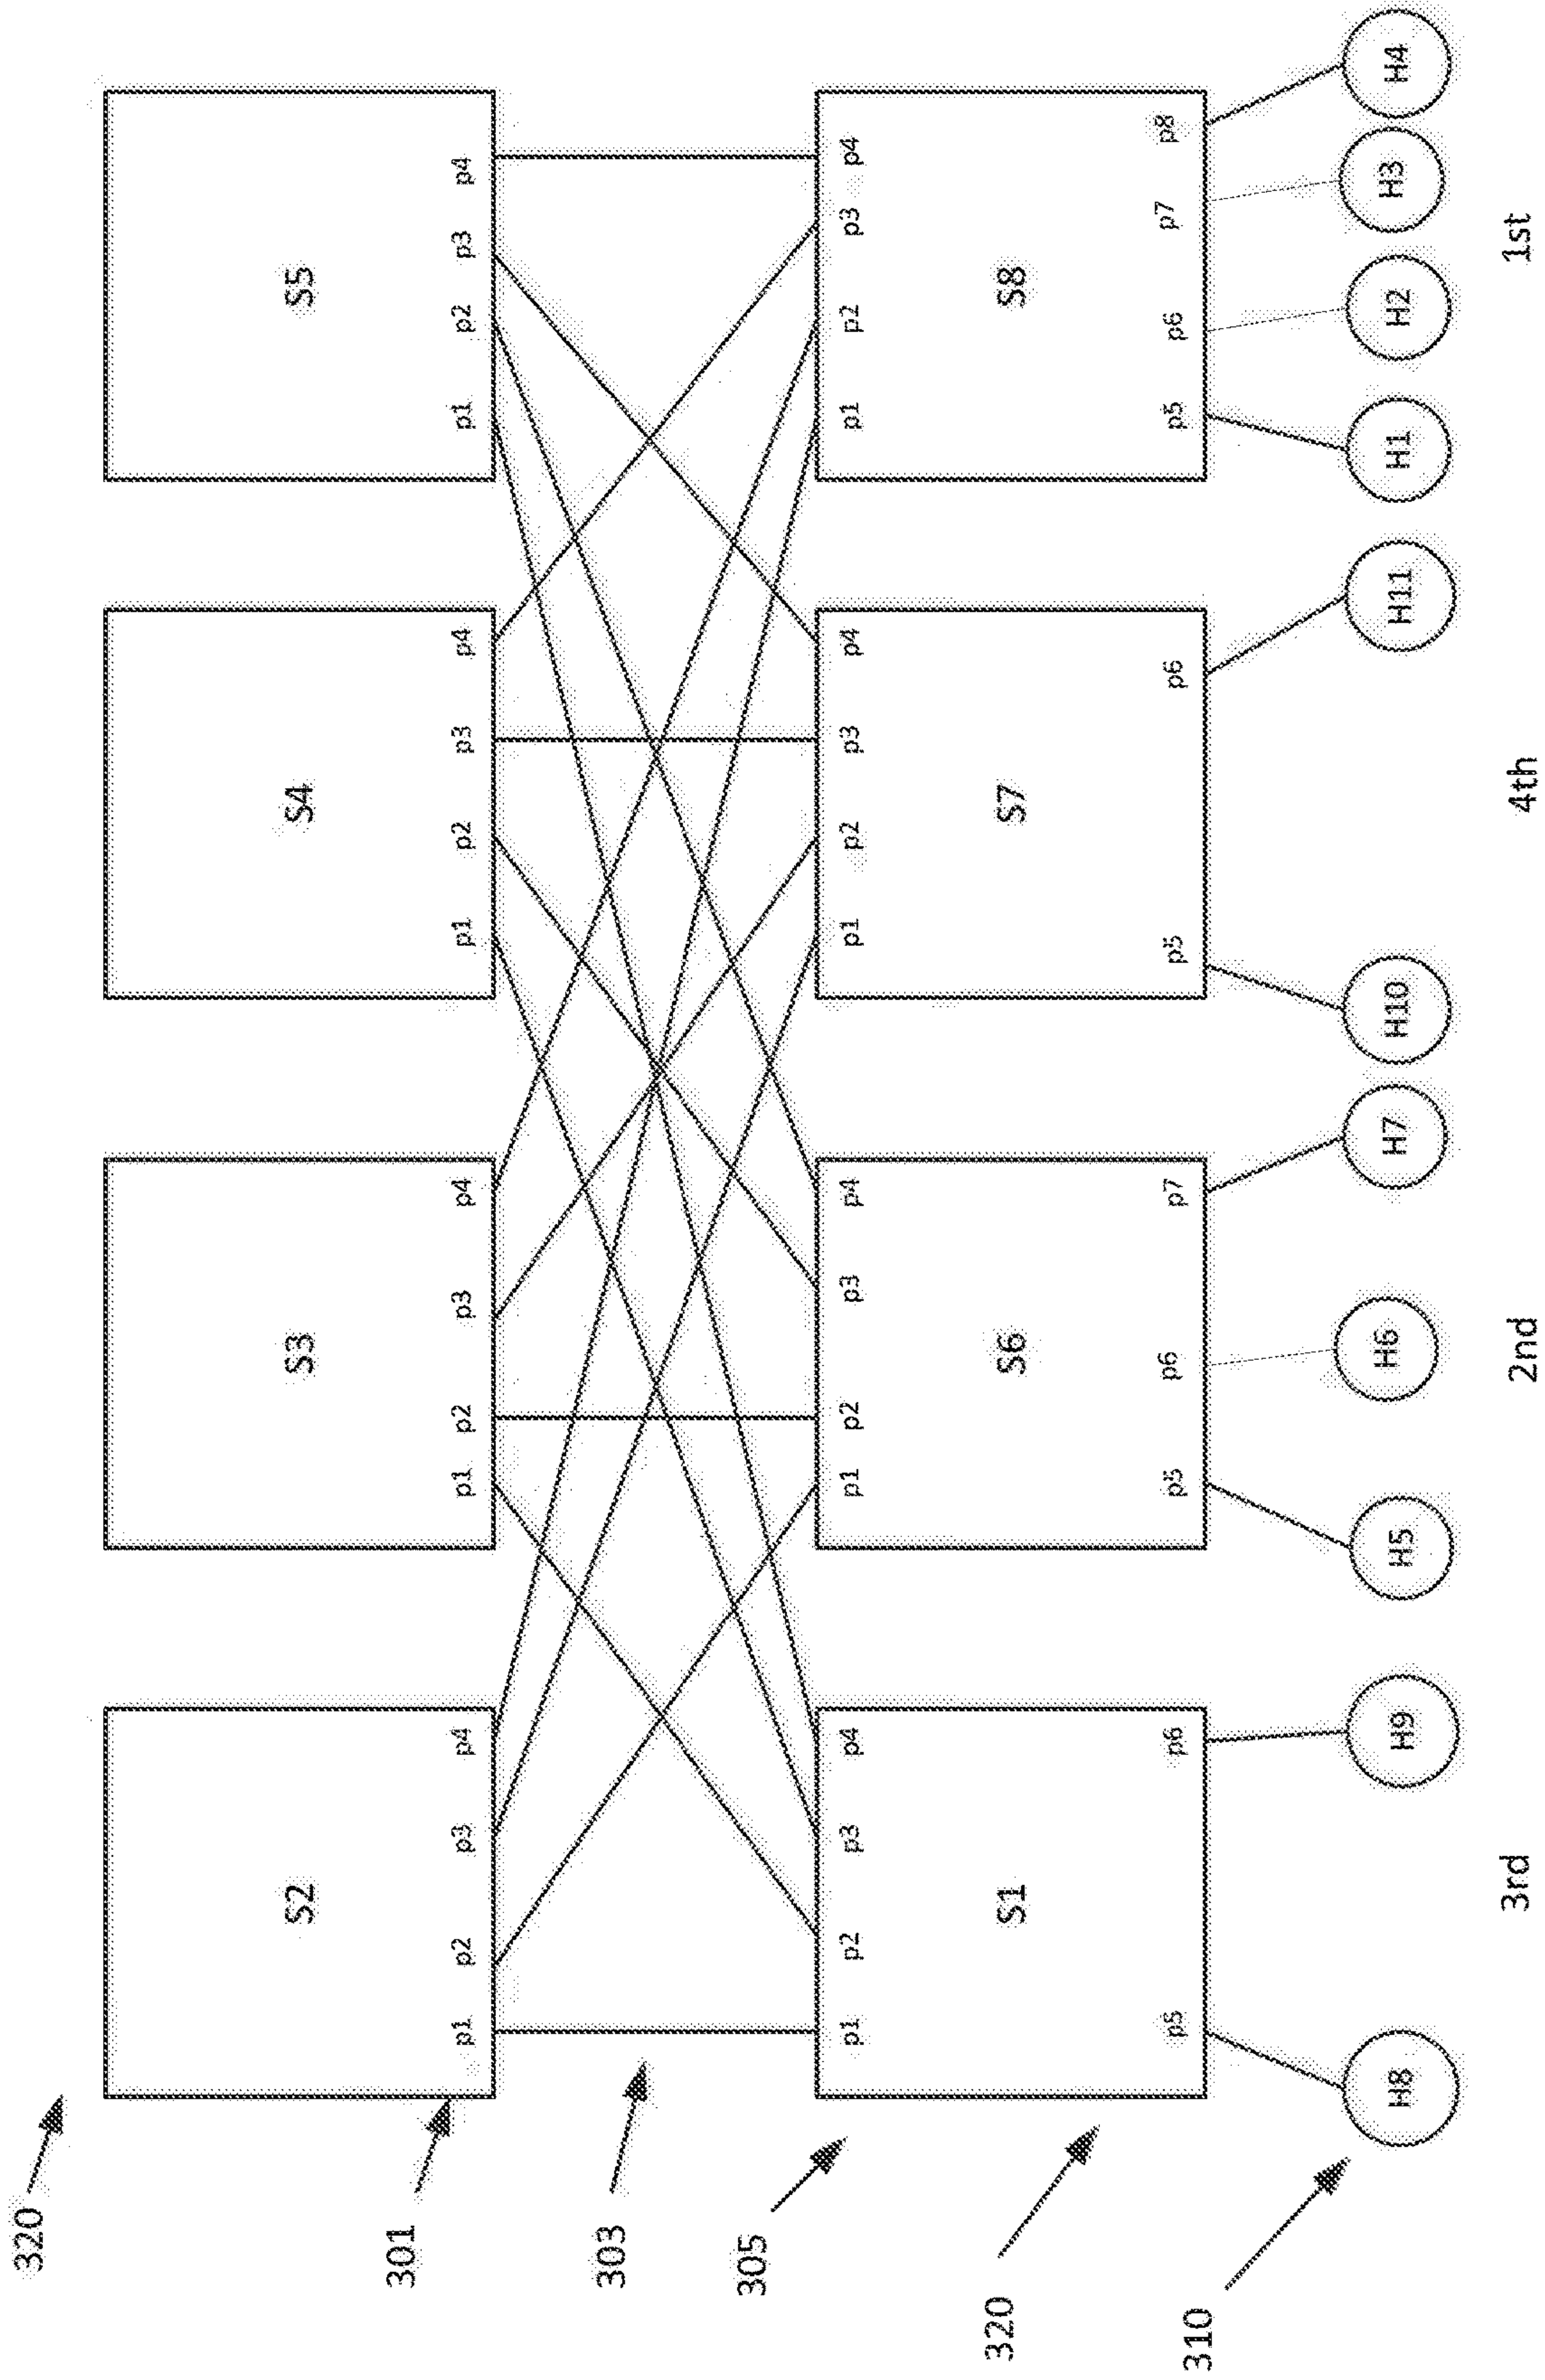 320
S2
S3
S4
S5
301
p1 p2 p3 p4
p1 p2 p3 p4
p1 p2 p3 p4
p1 p2 p3 p4
303
305
p1 p2 p3 p4
p1 p2 p3 p4
p1 p2 p3 p4
p1 p2 p3 p4
320
S1
S6
S7
S8
p5 p6
p5 p6 p7
p5 p6
p5 p6 p7 p8
310
H8
H9
H5
H6
H7
H10
H11
H1
H2
H3
H4
3rd
2nd
4th
1st